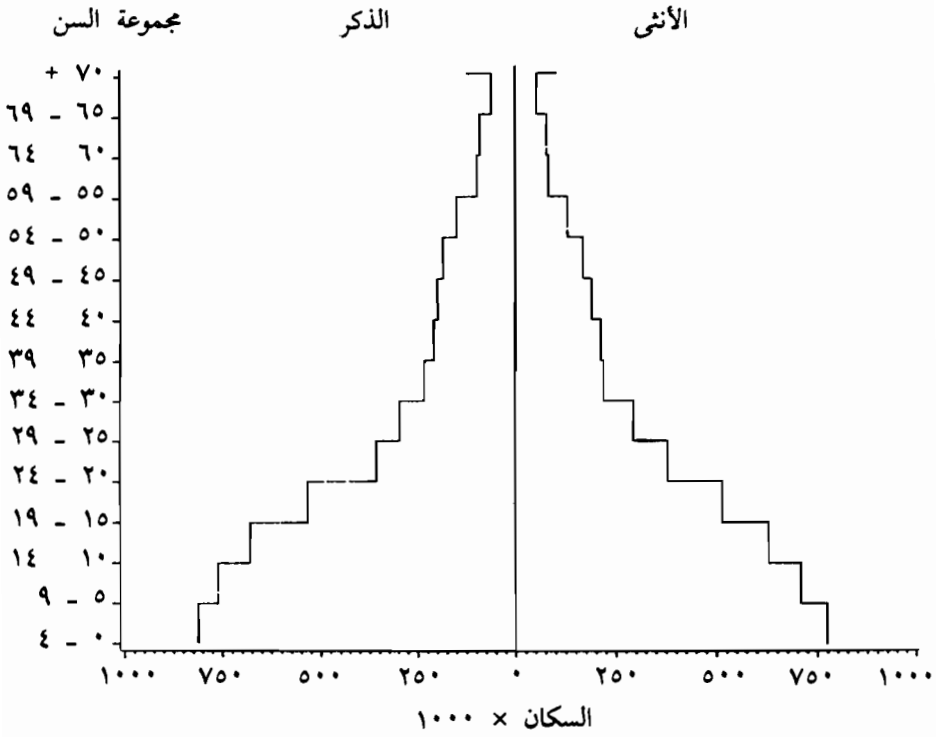 مجموعة السن الذكر الأنثى
٧٠ +
٦٥ - ٦٩
٦٠ ٦٤
٥٥ - ٥٩
٥٠ - ٥٤
٤٥ - ٤٩
٤٠ ٤٤
٣٥ ٣٩
٣٠ - ٣٤
٢٥ - ٢٩
٢٠ - ٢٤
١٥ - ١٩
١٠ ١٤
٥ - ٩
٠ - ٤
١٠٠٠ ٧٥٠ ٥٠٠ ٢٥٠ ٠ ٢٥٠ ٥٠٠ ٧٥٠ ١٠٠٠
السكان × ١٠٠٠